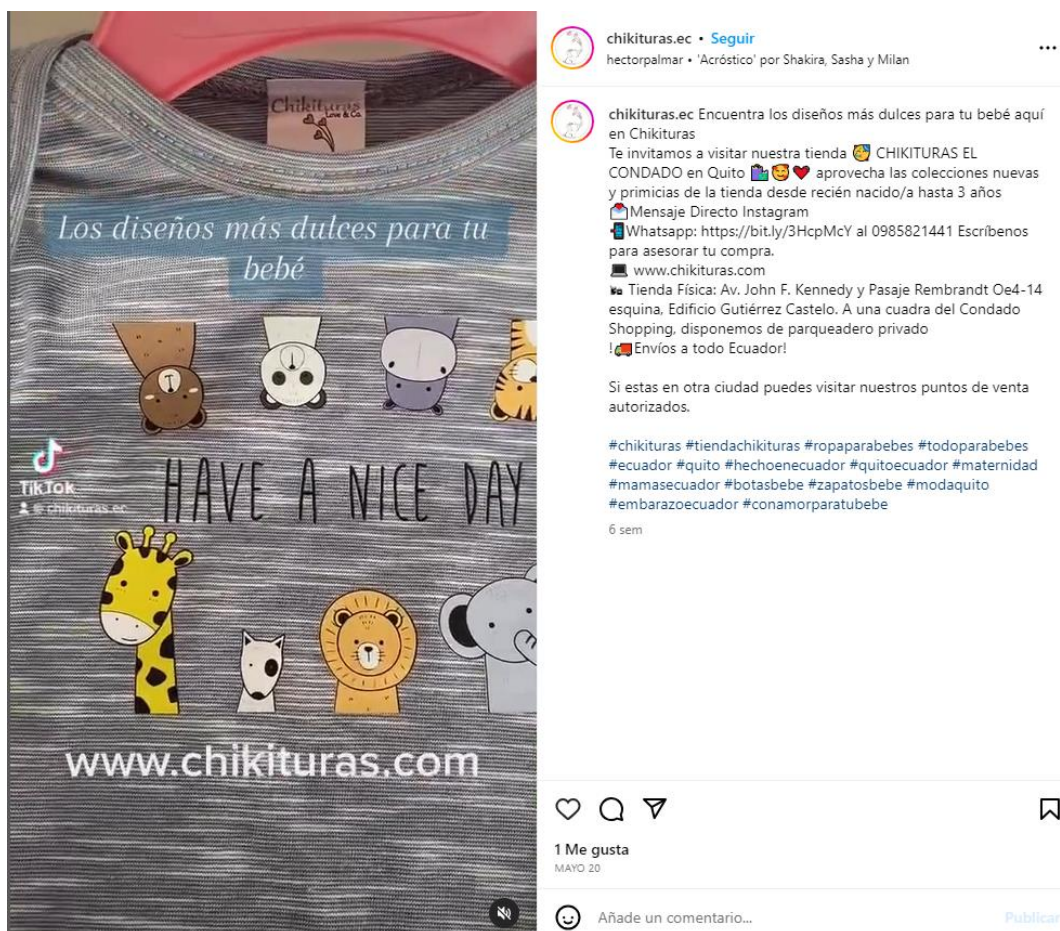 Chikituras
Love & Co.
Los diseños más dulces para tu
bebé
TikTok
@chikituras.ec
HAVE A NICE DAY
www.chikituras.com
chikituras.ec • Seguir
hectorpalmar • 'Acróstico' por Shakira, Sasha y Milan
chikituras.ec Encuentra los diseños más dulces para tu bebé aquí
en Chikituras
Te invitamos a visitar nuestra tienda 🥳 CHIKITURAS EL
CONDADO en Quito 🛍️🥰❤️ aprovecha las colecciones nuevas
y primicias de la tienda desde recién nacido/a hasta 3 años
📩Mensaje Directo Instagram
📲Whatsapp: https://bit.ly/3HcpMcY al 0985821441 Escríbenos
para asesorar tu compra.
💻 www.chikituras.com
🏡 Tienda Física: Av. John F. Kennedy y Pasaje Rembrandt Oe4-14
esquina, Edificio Gutiérrez Castelo. A una cuadra del Condado
Shopping, disponemos de parqueadero privado
!🚚Envíos a todo Ecuador!
Si estas en otra ciudad puedes visitar nuestros puntos de venta
autorizados.
#chikituras #tiendachikituras #ropaparabebes #todoparabebes
#ecuador #quito #hechoenecuador #quitoecuador #maternidad
#mamasecuador #botasbebe #zapatosbebe #modaquito
#embarazoecuador #conamorparatubebe
6 sem
1 Me gusta
MAYO 20
Añade un comentario...
Publicar